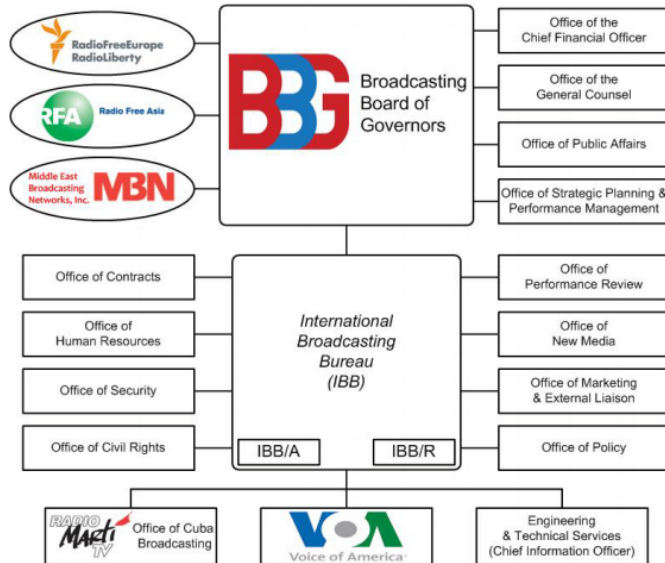 RadioFreeEurope
RadioLiberty
RFA Radio Free Asia
Middle East
Broadcasting
Networks, Inc.
MBN
BBG
Broadcasting
Board of
Governors
Office of the
Chief Financial Officer
Office of the
General Counsel
Office of Public Affairs
Office of Strategic Planning &
Performance Management
Office of Contracts
Office of
Human Resources
Office of Security
Office of Civil Rights
International
Broadcasting
Bureau
(IBB)
IBB/A
IBB/R
Office of
Performance Review
Office of
New Media
Office of Marketing
& External Liaison
Office of Policy
RADIO
Martí
TV
Office of Cuba
Broadcasting
VOA
Voice of America
Engineering
& Technical Services
(Chief Information Officer)